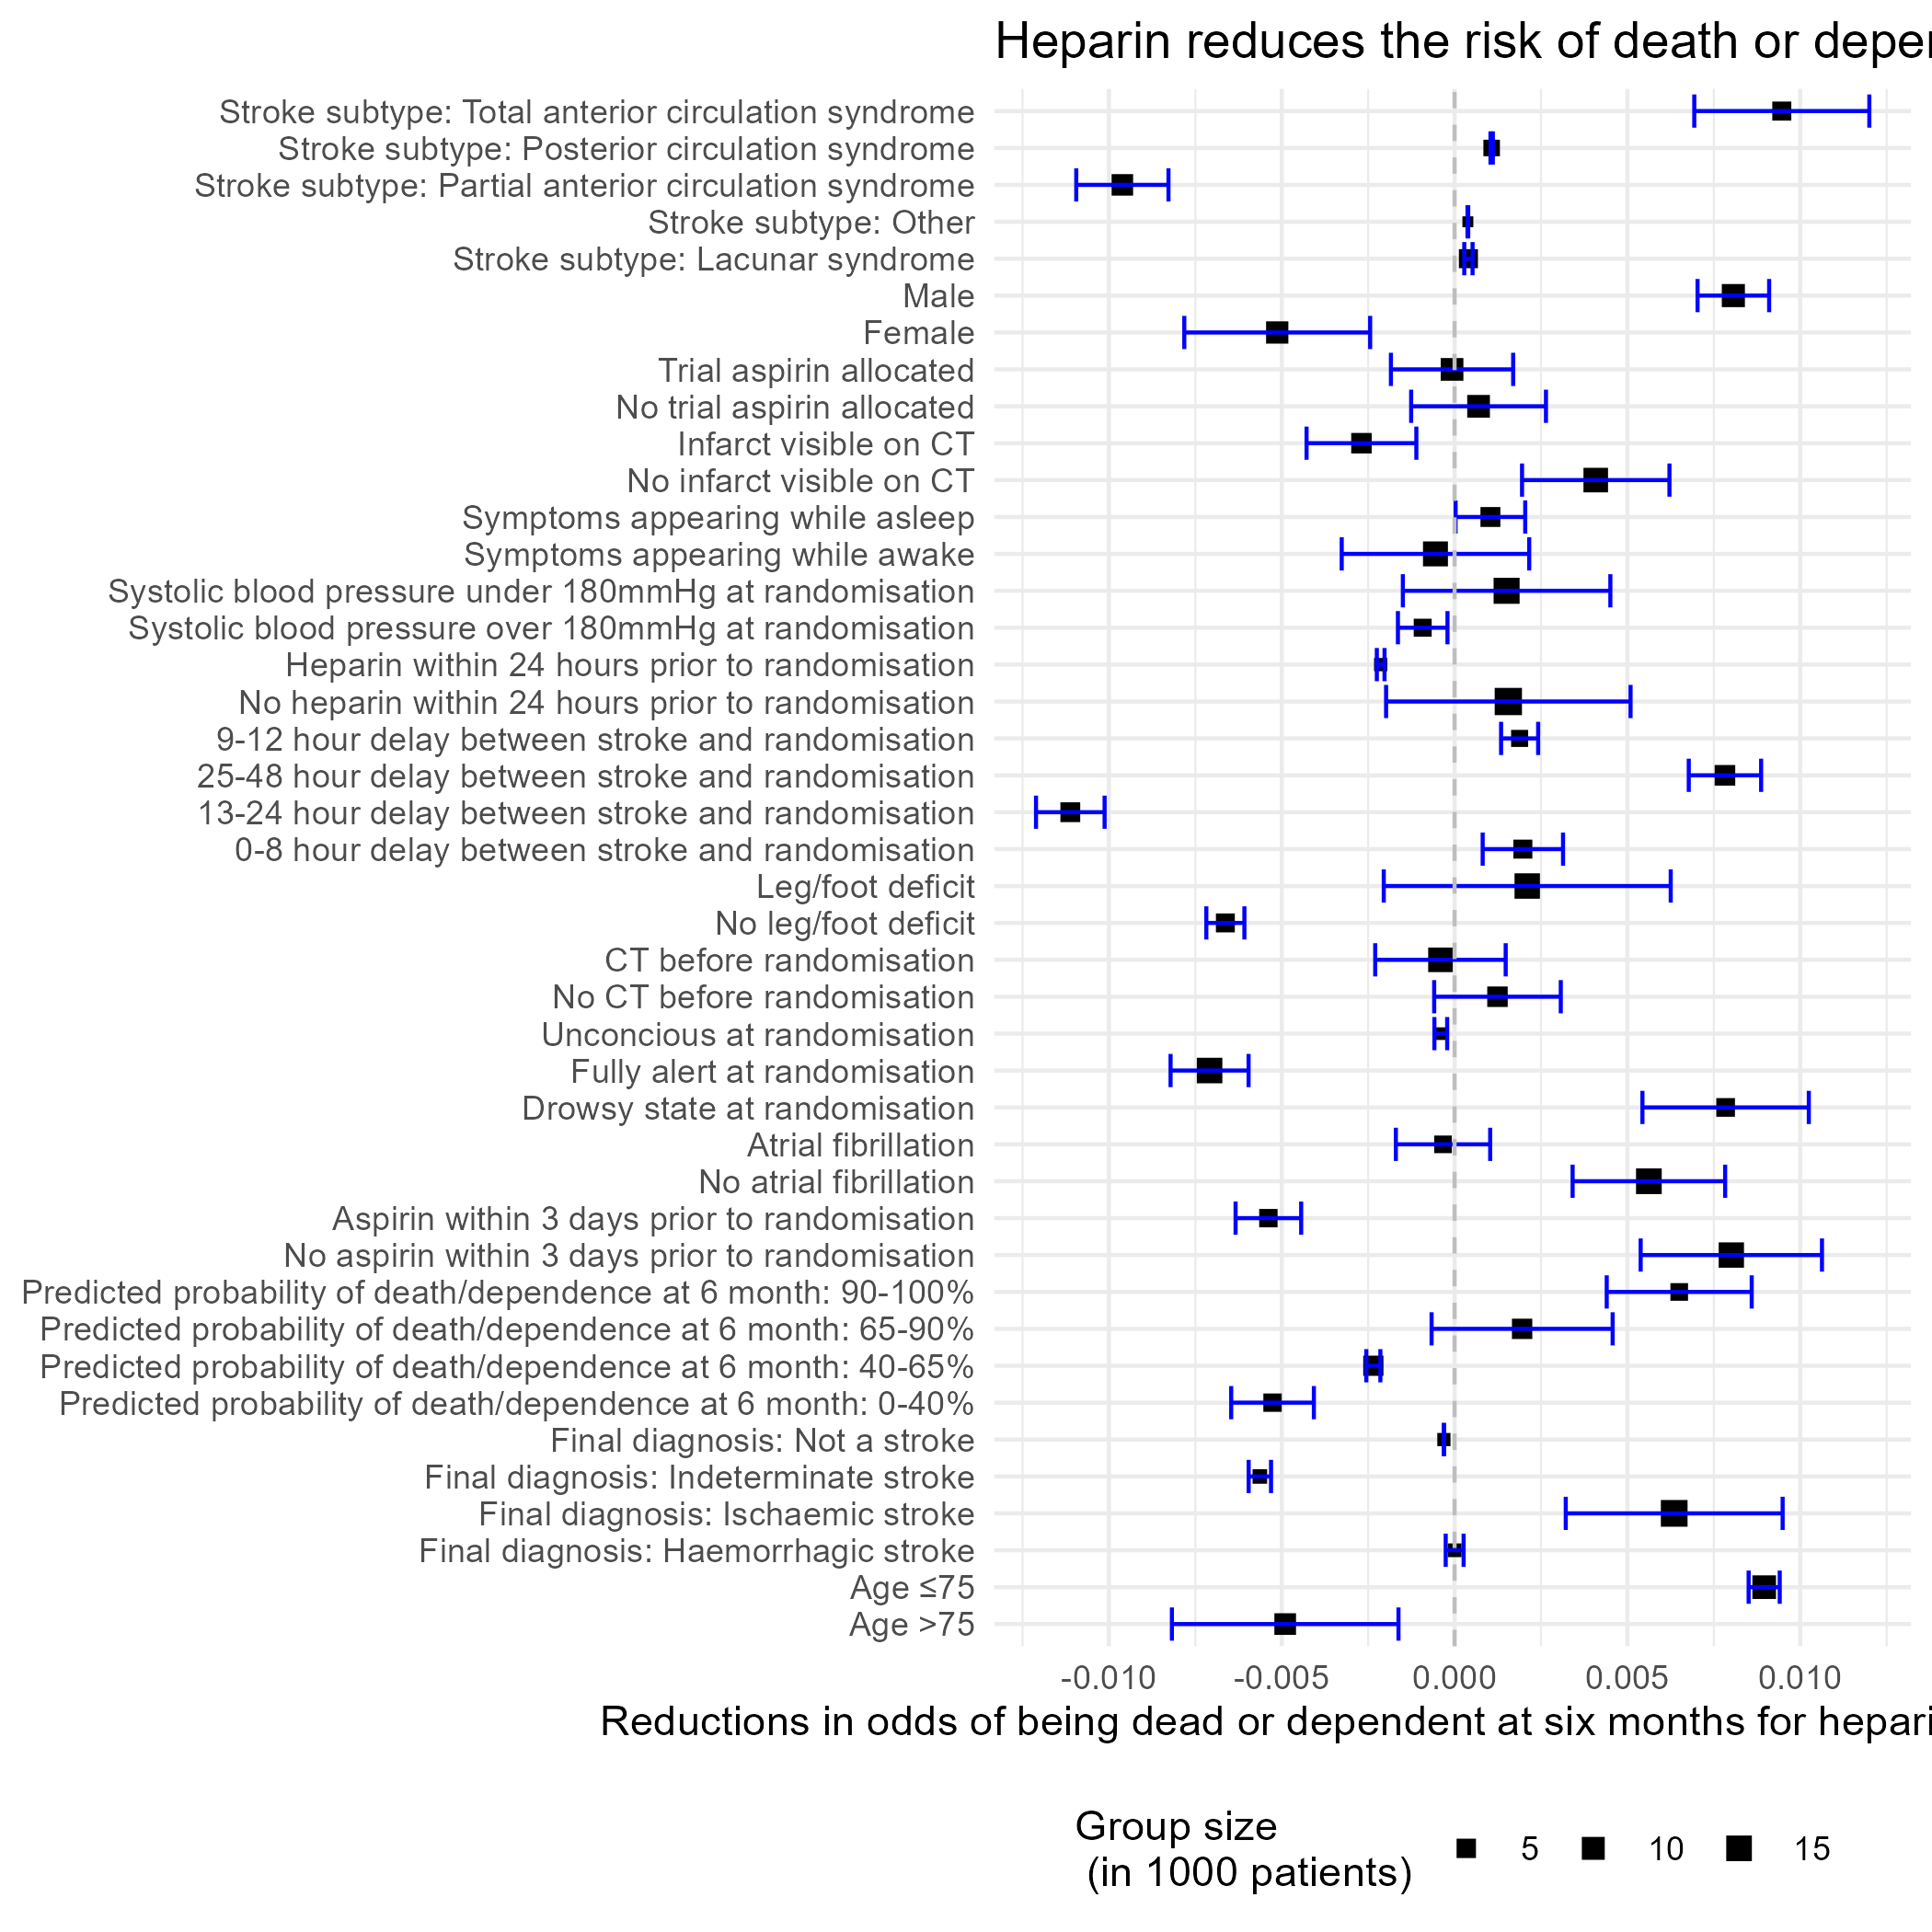 Heparin reduces the risk of death or depe
Stroke subtype: Total anterior circulation syndrome
Stroke subtype: Posterior circulation syndrome
Stroke subtype: Partial anterior circulation syndrome
Stroke subtype: Other
Stroke subtype: Lacunar syndrome
Male
Female
Trial aspirin allocated
No trial aspirin allocated
Infarct visible on CT
No infarct visible on CT
Symptoms appearing while asleep
Symptoms appearing while awake
Systolic blood pressure under 180mmHg at randomisation
Systolic blood pressure over 180mmHg at randomisation
Heparin within 24 hours prior to randomisation
No heparin within 24 hours prior to randomisation
9-12 hour delay between stroke and randomisation
25-48 hour delay between stroke and randomisation
13-24 hour delay between stroke and randomisation
0-8 hour delay between stroke and randomisation
Leg/foot deficit
No leg/foot deficit
CT before randomisation
No CT before randomisation
Unconcious at randomisation
Fully alert at randomisation
Drowsy state at randomisation
Atrial fibrillation
No atrial fibrillation
Aspirin within 3 days prior to randomisation
No aspirin within 3 days prior to randomisation
Predicted probability of death/dependence at 6 month: 90-100%
Predicted probability of death/dependence at 6 month: 65-90%
Predicted probability of death/dependence at 6 month: 40-65%
Predicted probability of death/dependence at 6 month: 0-40%
Final diagnosis: Not a stroke
Final diagnosis: Indeterminate stroke
Final diagnosis: Ischaemic stroke
Final diagnosis: Haemorrhagic stroke
Age ≤75
Age >75
-0.010 -0.005 0.000 0.005 0.010
Reductions in odds of being dead or dependent at six months for hepari
Group size
(in 1000 patients)
5 10 15